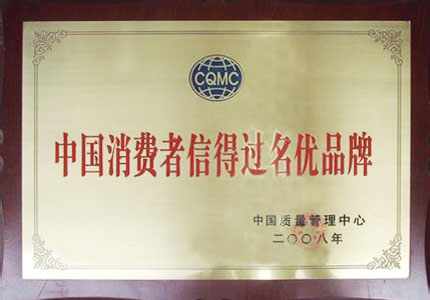 CQMC
中国消费者信得过名优品牌
中国质量管理中心
二〇〇八年